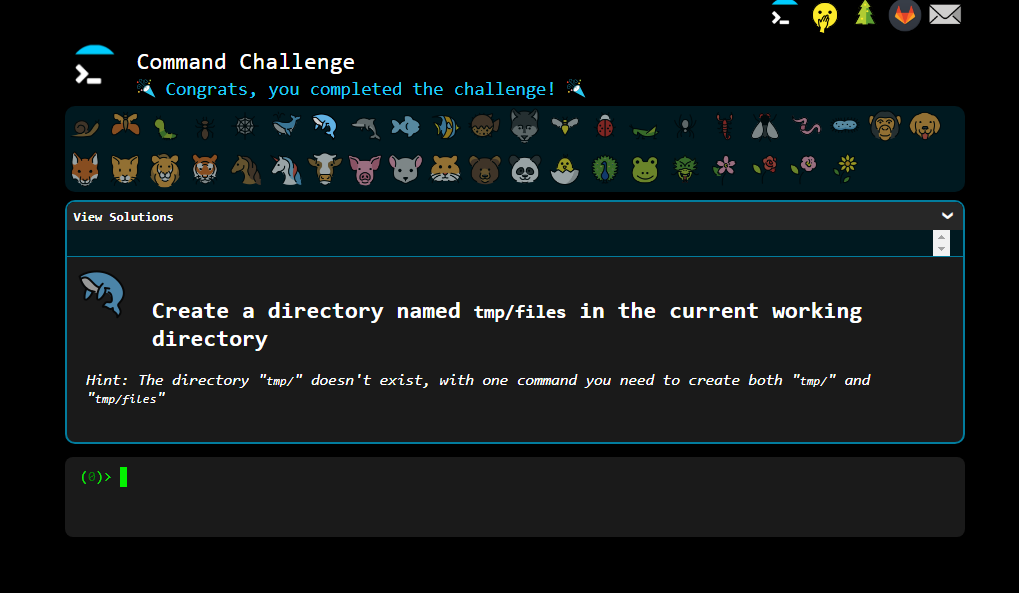 Command Challenge
Congrats, you completed the challenge!
View Solutions
Create a directory named tmp/files in the current working
directory
Hint: The directory "tmp/" doesn't exist, with one command you need to create both "tmp/" and
"tmp/files"
(0)>